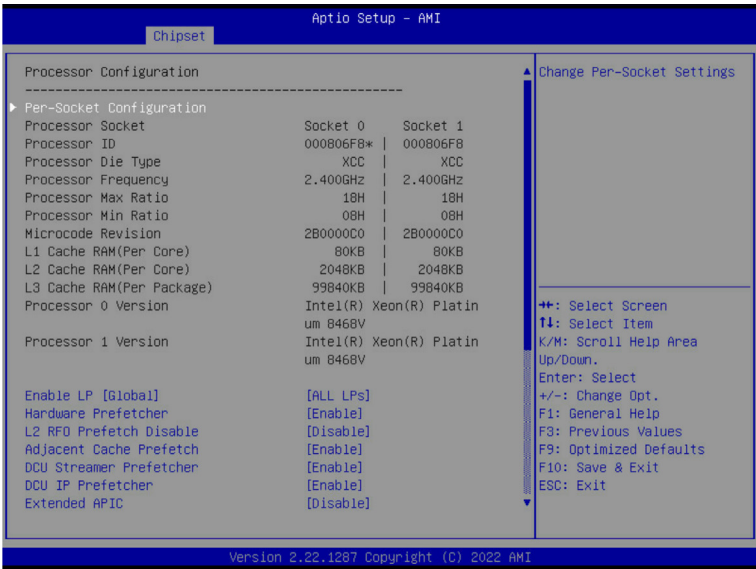 Aptio Setup - AMI
Chipset
Processor Configuration
--------------------------------------------------
Per-Socket Configuration
Processor Socket Socket 0 Socket 1
Processor ID 000806F8* | 000806F8
Processor Die Type XCC | XCC
Processor Frequency 2.400GHz | 2.400GHz
Processor Max Ratio 18H | 18H
Processor Min Ratio 08H | 08H
Microcode Revision 2B0000C0 | 2B0000C0
L1 Cache RAM(Per Core) 80KB | 80KB
L2 Cache RAM(Per Core) 2048KB | 2048KB
L3 Cache RAM(Per Package) 99840KB | 99840KB
Processor 0 Version Intel(R) Xeon(R) Platin
um 8468V
Processor 1 Version Intel(R) Xeon(R) Platin
um 8468V
Enable LP [Global] [ALL LPs]
Hardware Prefetcher [Enable]
L2 RFO Prefetch Disable [Disable]
Adjacent Cache Prefetch [Enable]
DCU Streamer Prefetcher [Enable]
DCU IP Prefetcher [Enable]
Extended APIC [Disable]
Change Per-Socket Settings
→←: Select Screen
↑↓: Select Item
K/M: Scroll Help Area
Up/Down.
Enter: Select
+/-: Change Opt.
F1: General Help
F3: Previous Values
F9: Optimized Defaults
F10: Save & Exit
ESC: Exit
Version 2.22.1287 Copyright (C) 2022 AMI